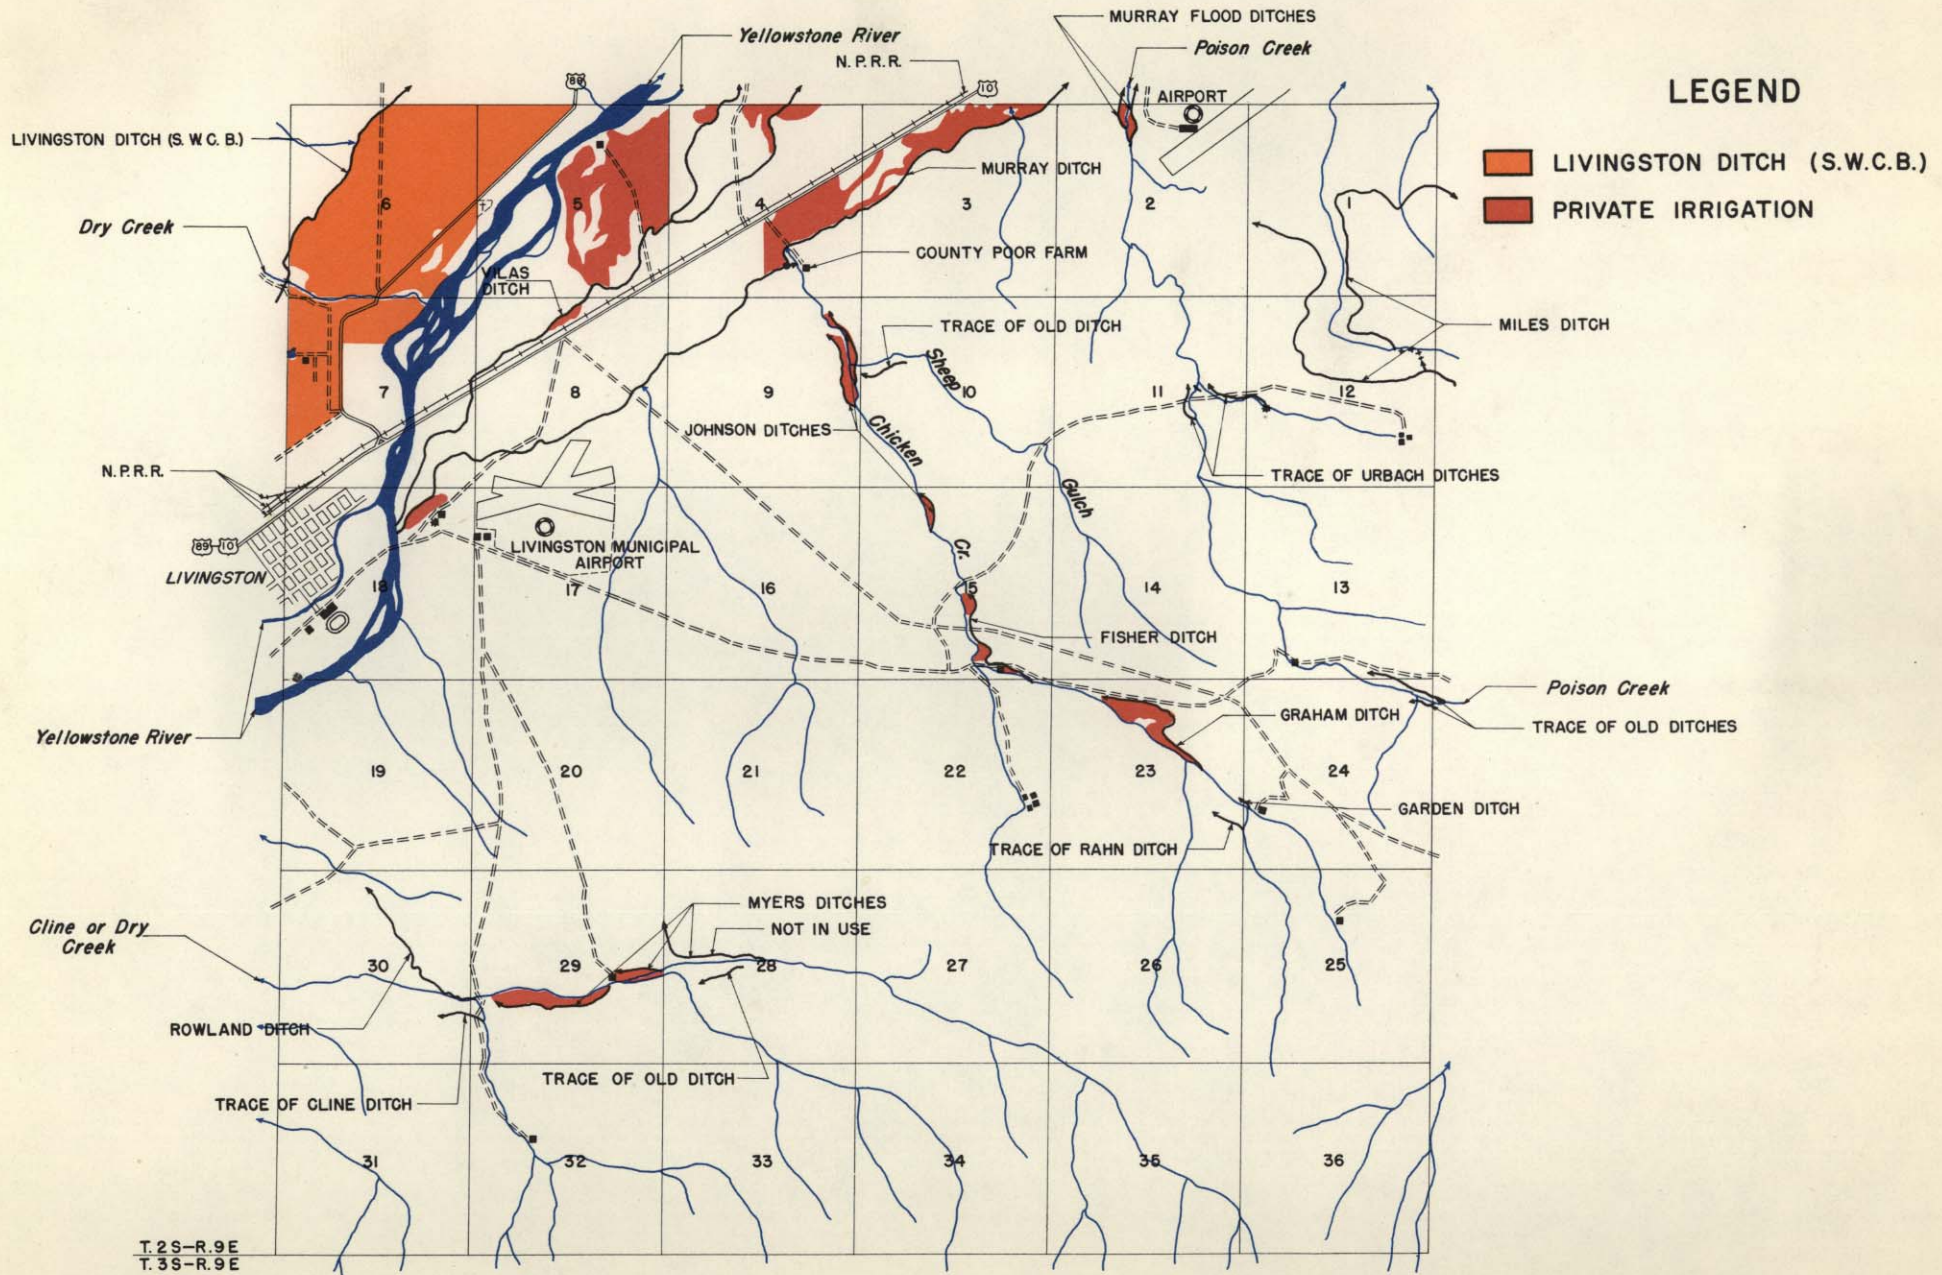 MURRAY FLOOD DITCHES
Yellowstone River
Poison Creek
N. P. R. R.
LEGEND
89
10
AIRPORT
LIVINGSTON DITCH (S. W. C. B.)
LIVINGSTON DITCH (S.W.C.B.)
MURRAY DITCH
6
5
4
3
2
1
PRIVATE IRRIGATION
Dry Creek
COUNTY POOR FARM
VILAS
DITCH
TRACE OF OLD DITCH
MILES DITCH
Sheep
7
8
9
10
11
12
JOHNSON DITCHES
Chicken
N. P. R. R.
TRACE OF URBACH DITCHES
Gulch
89
10
LIVINGSTON MUNICIPAL
AIRPORT
Cr.
LIVINGSTON
18
17
16
15
14
13
FISHER DITCH
Poison Creek
GRAHAM DITCH
TRACE OF OLD DITCHES
Yellowstone River
19
20
21
22
23
24
GARDEN DITCH
TRACE OF RAHN DITCH
MYERS DITCHES
NOT IN USE
Cline or Dry
Creek
30
29
28
27
26
25
ROWLAND DITCH
TRACE OF OLD DITCH
TRACE OF CLINE DITCH
31
32
33
34
35
36
T. 2 S-R. 9 E
T. 3 S-R. 9 E